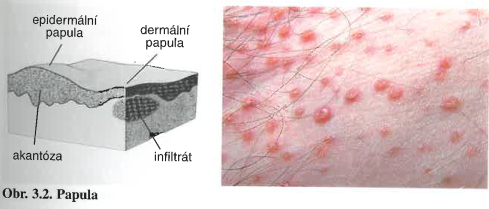 epidermální
papula
dermální
papula
akantóza
infiltrát
Obr. 3.2. Papula